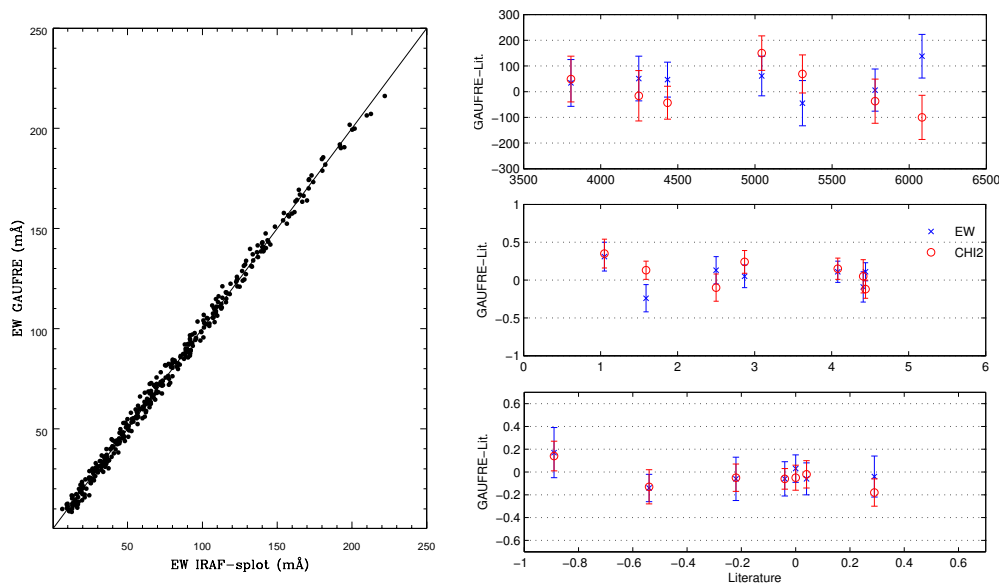 250
200
150
100
50
EW GAUFRE (mÅ)
50 100 150 200 250
EW IRAF-splot (mÅ)
300
200
100
0
−100
−200
−300
GAUFRE−Lit.
3500 4000 4500 5000 5500 6000 6500
1
0.5
0
−0.5
−1
GAUFRE−Lit.
EW
CHI2
0 1 2 3 4 5 6
0.6
0.4
0.2
0
−0.2
−0.4
−0.6
GAUFRE−Lit.
−1 −0.8 −0.6 −0.4 −0.2 0 0.2 0.4 0.6
Literature